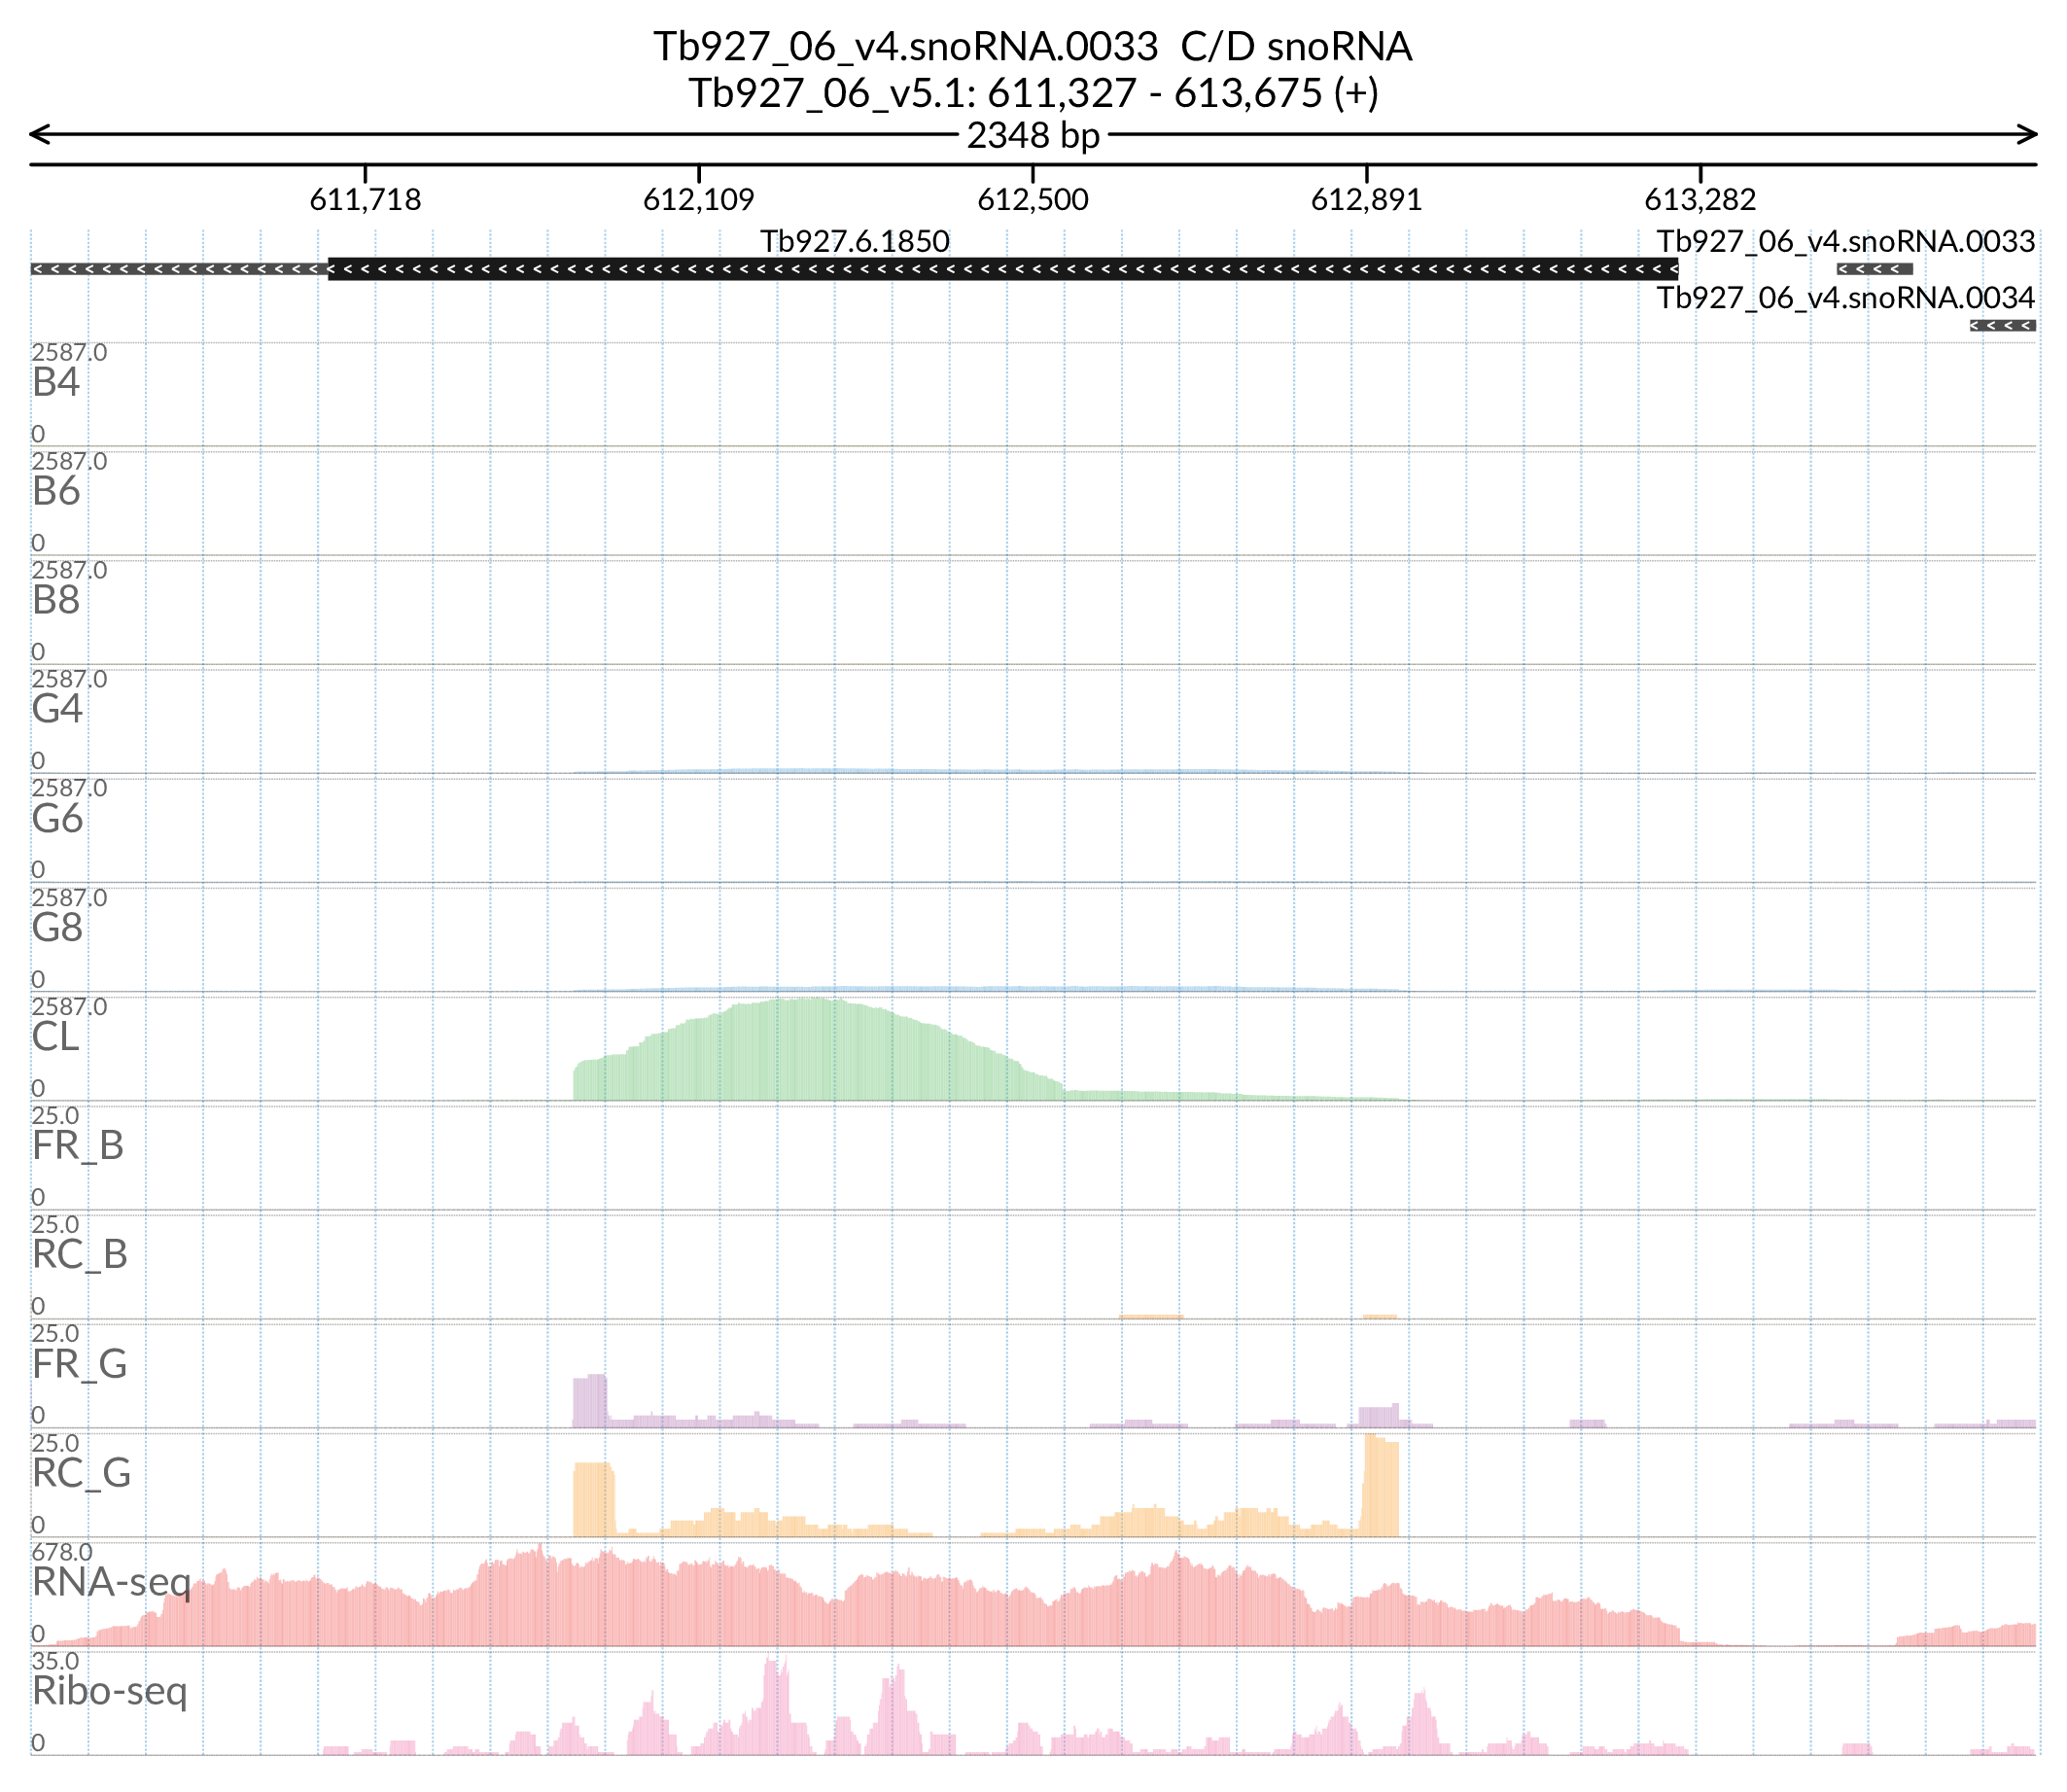 Tb927_06_v4.snoRNA.0033 C/D snoRNA
Tb927_06_v5.1: 611,327 - 613,675 (+)
2348 bp
611,718 612,109 612,500 612,891 613,282
Tb927.6.1850 Tb927_06_v4.snoRNA.0033
Tb927_06_v4.snoRNA.0034
2587.0
B4
0
2587.0
B6
0
2587.0
B8
0
2587.0
G4
0
2587.0
G6
0
2587.0
G8
0
2587.0
CL
0
25.0
FR_B
0
25.0
RC_B
0
25.0
FR_G
0
25.0
RC_G
0
678.0
RNA-seq
0
35.0
Ribo-seq
0